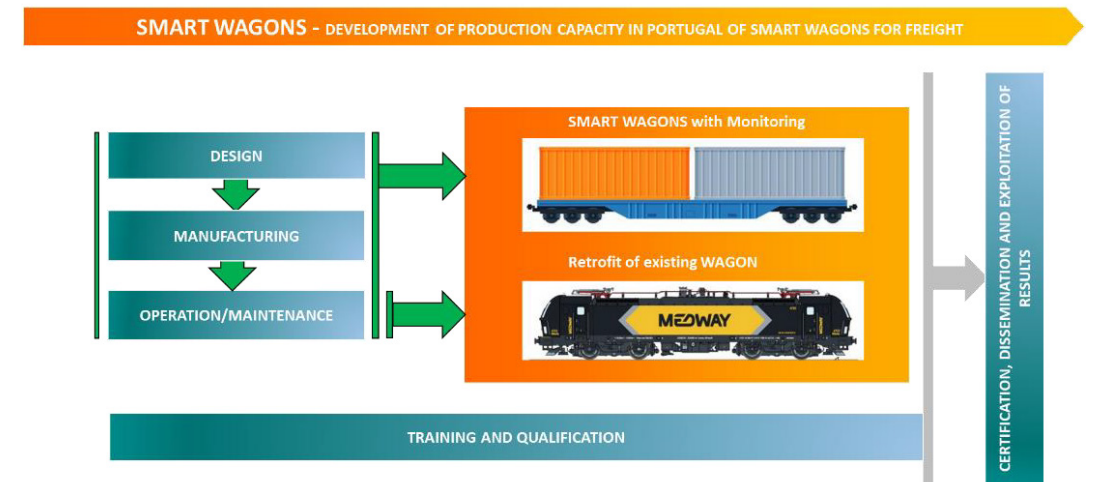 SMART WAGONS - DEVELOPMENT OF PRODUCTION CAPACITY IN PORTUGAL OF SMART WAGONS FOR FREIGHT
DESIGN
MANUFACTURING
OPERATION/MAINTENANCE
SMART WAGONS with Monitoring
Retrofit of existing WAGON
MEDWAY
TRAINING AND QUALIFICATION
CERTIFICATION, DISSEMINATION AND EXPLOITATION OF
RESULTS